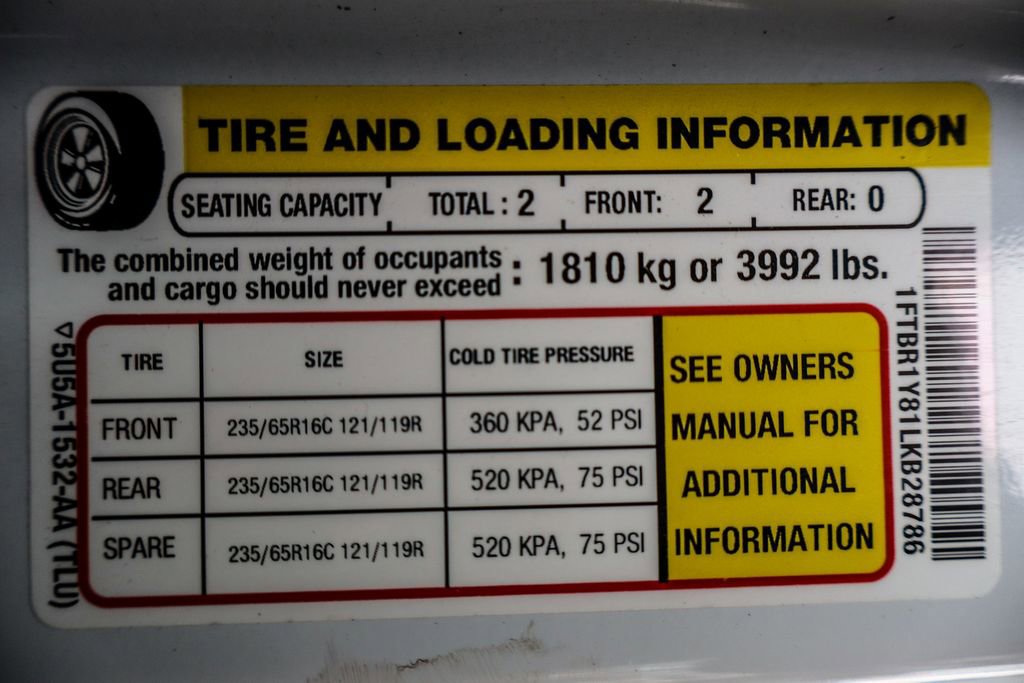 TIRE AND LOADING INFORMATION
SEATING CAPACITY TOTAL : 2 FRONT: 2 REAR: 0
The combined weight of occupants
and cargo should never exceed : 1810 kg or 3992 lbs.
TIRE SIZE COLD TIRE PRESSURE
FRONT 235/65R16C 121/119R 360 KPA, 52 PSI
REAR 235/65R16C 121/119R 520 KPA, 75 PSI
SPARE 235/65R16C 121/119R 520 KPA, 75 PSI
SEE OWNERS
MANUAL FOR
ADDITIONAL
INFORMATION
5U5A-1532-AA (TLU)
1FTBR1Y81LKB28786